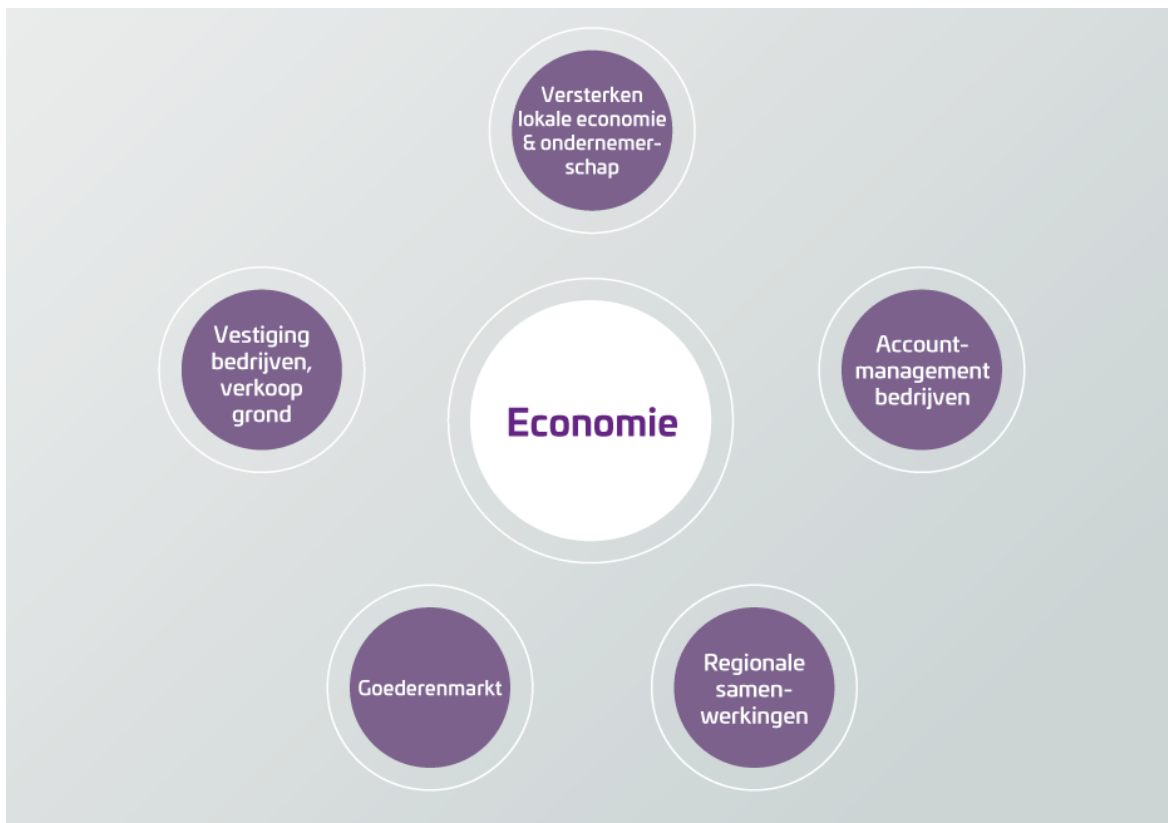 Versterken
lokale economie
& ondernemer-
schap
Vestiging
bedrijven,
verkoop
grond
Account-
management
bedrijven
Economie
Goederenmarkt
Regionale
samen-
werkingen